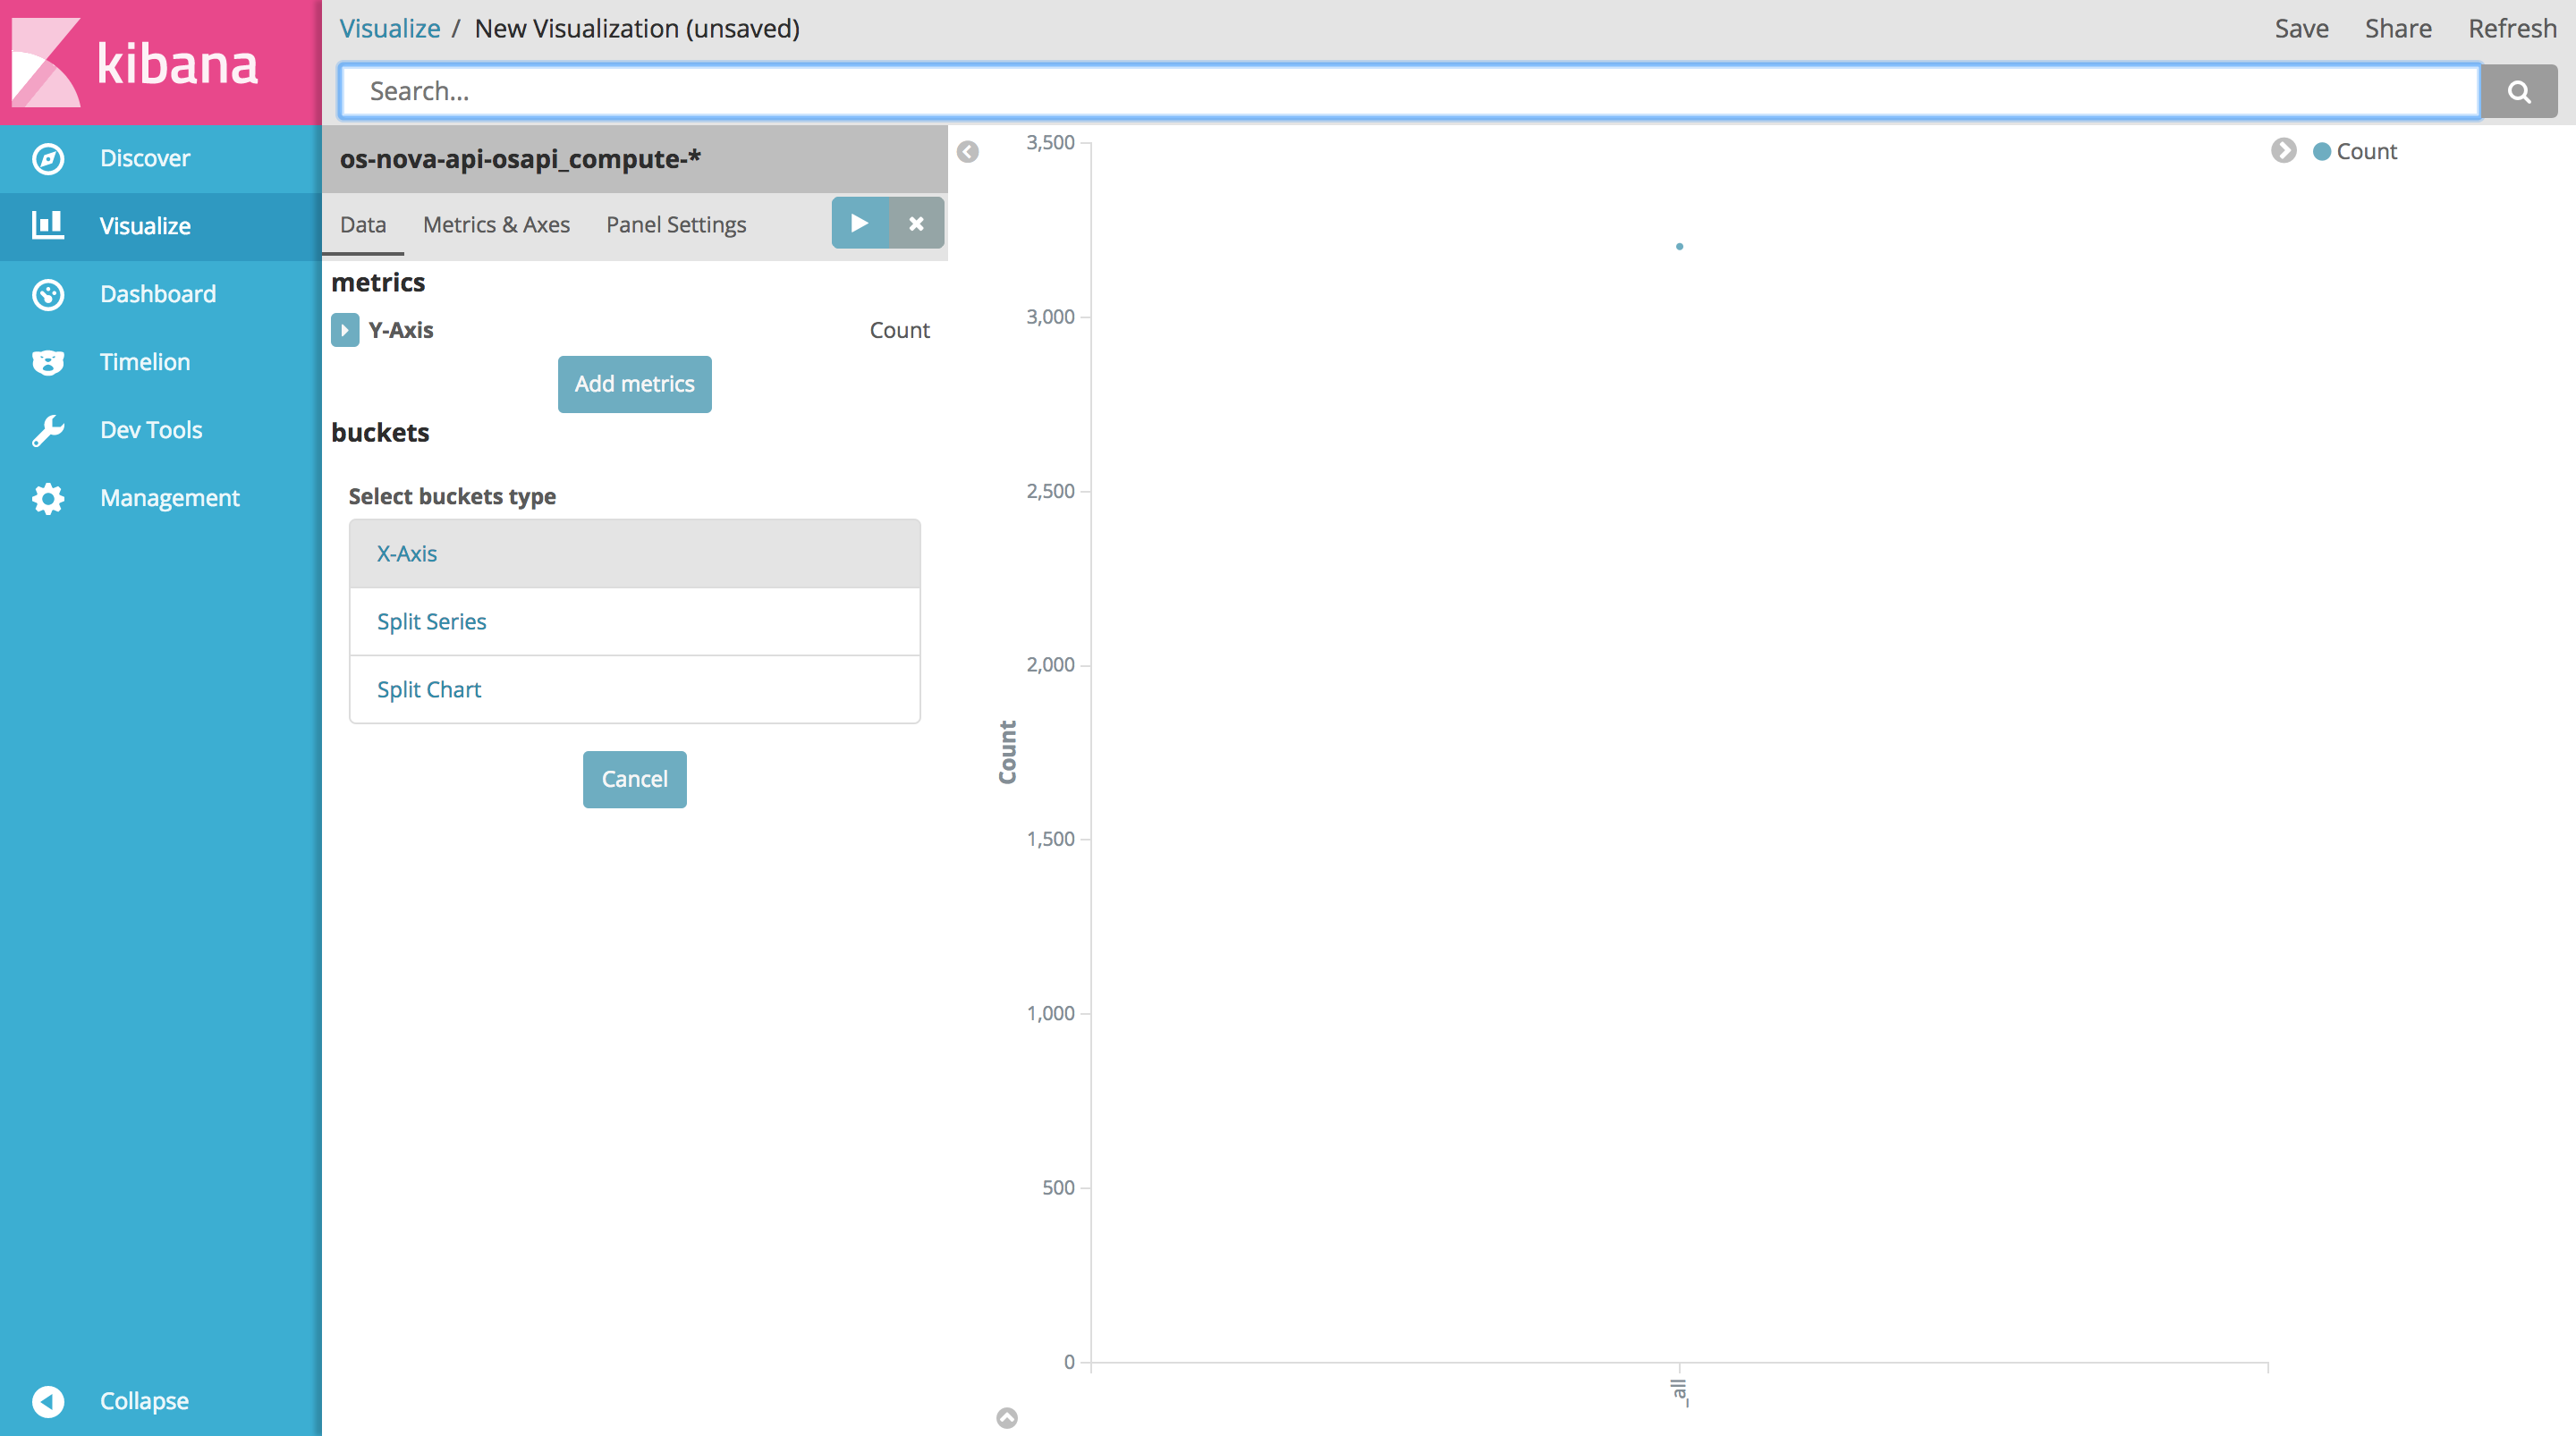 kibana
Visualize / New Visualization (unsaved)
Save Share Refresh
Search...
Discover
Visualize
Dashboard
Timelion
Dev Tools
Management
Collapse
os-nova-api-osapi_compute-*
Data Metrics & Axes Panel Settings
metrics
Y-Axis Count
Add metrics
buckets
Select buckets type
X-Axis
Split Series
Split Chart
Cancel
Count
3,500
3,000
2,500
2,000
1,500
1,000
500
0
_all
Count